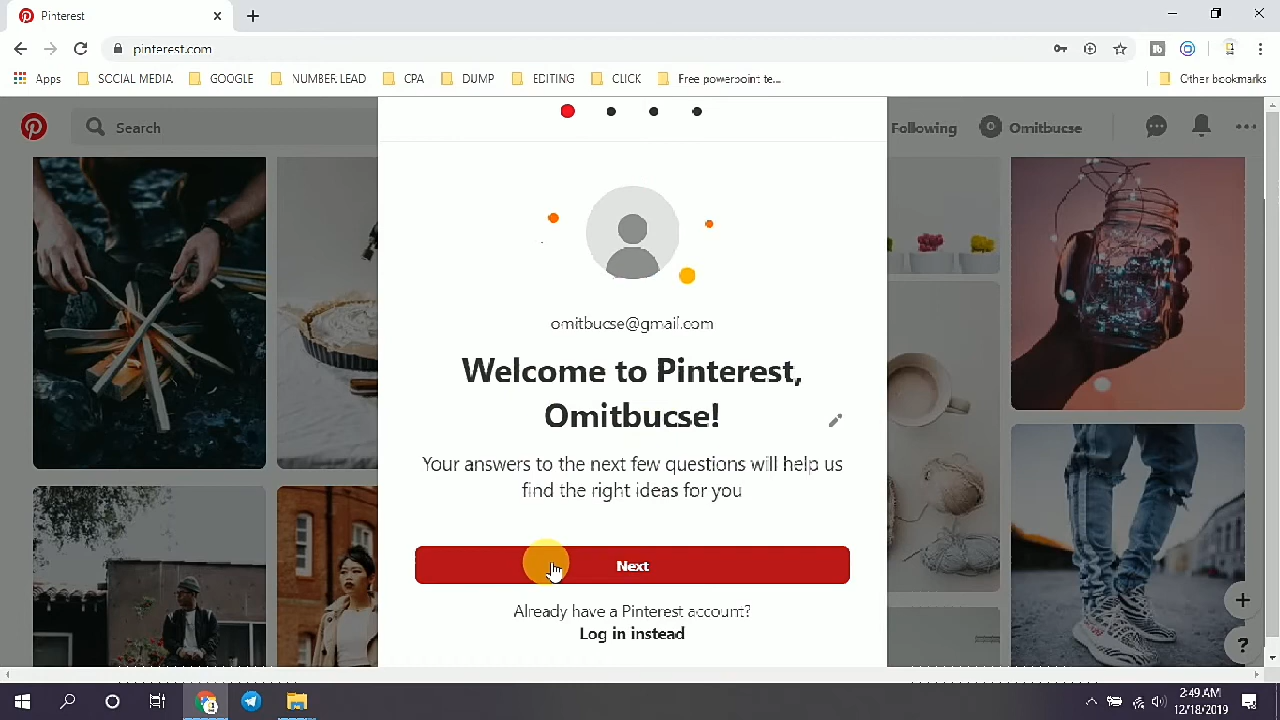 Pinterest
pinterest.com
Apps SOCIAL MEDIA GOOGLE NUMBER LEAD CPA DUMP EDITING CLICK Free powerpoint te... Other bookmarks
Search Following O Omitbucse
omitbucse@gmail.com
Welcome to Pinterest,
Omitbucse!
Your answers to the next few questions will help us
find the right ideas for you
Next
Already have a Pinterest account?
Log in instead
+
?
2:49 AM
12/18/2019